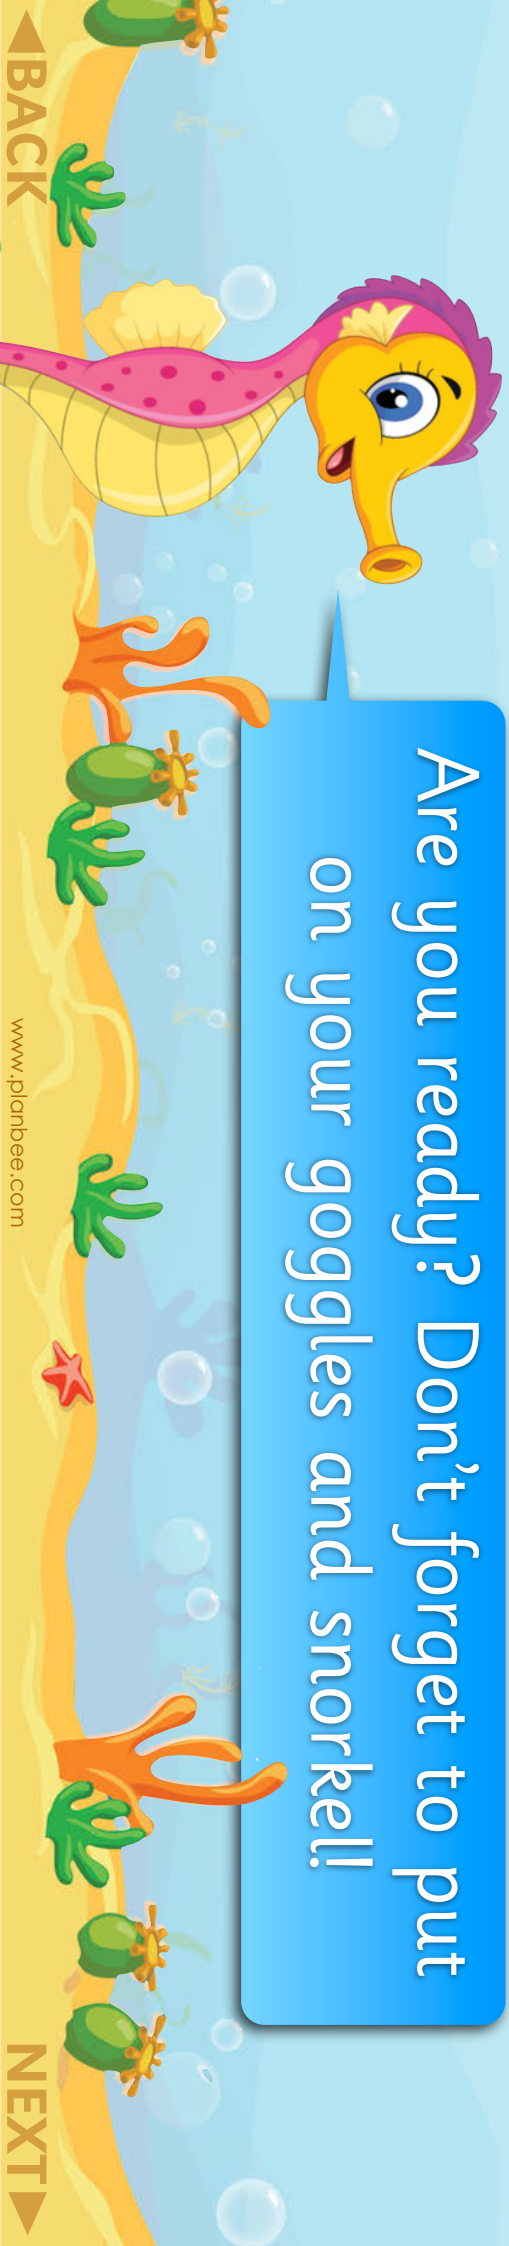 Are you ready? Don't forget to put
on your goggles and snorkel!
◀BACK
www.planbee.com
NEXT▶